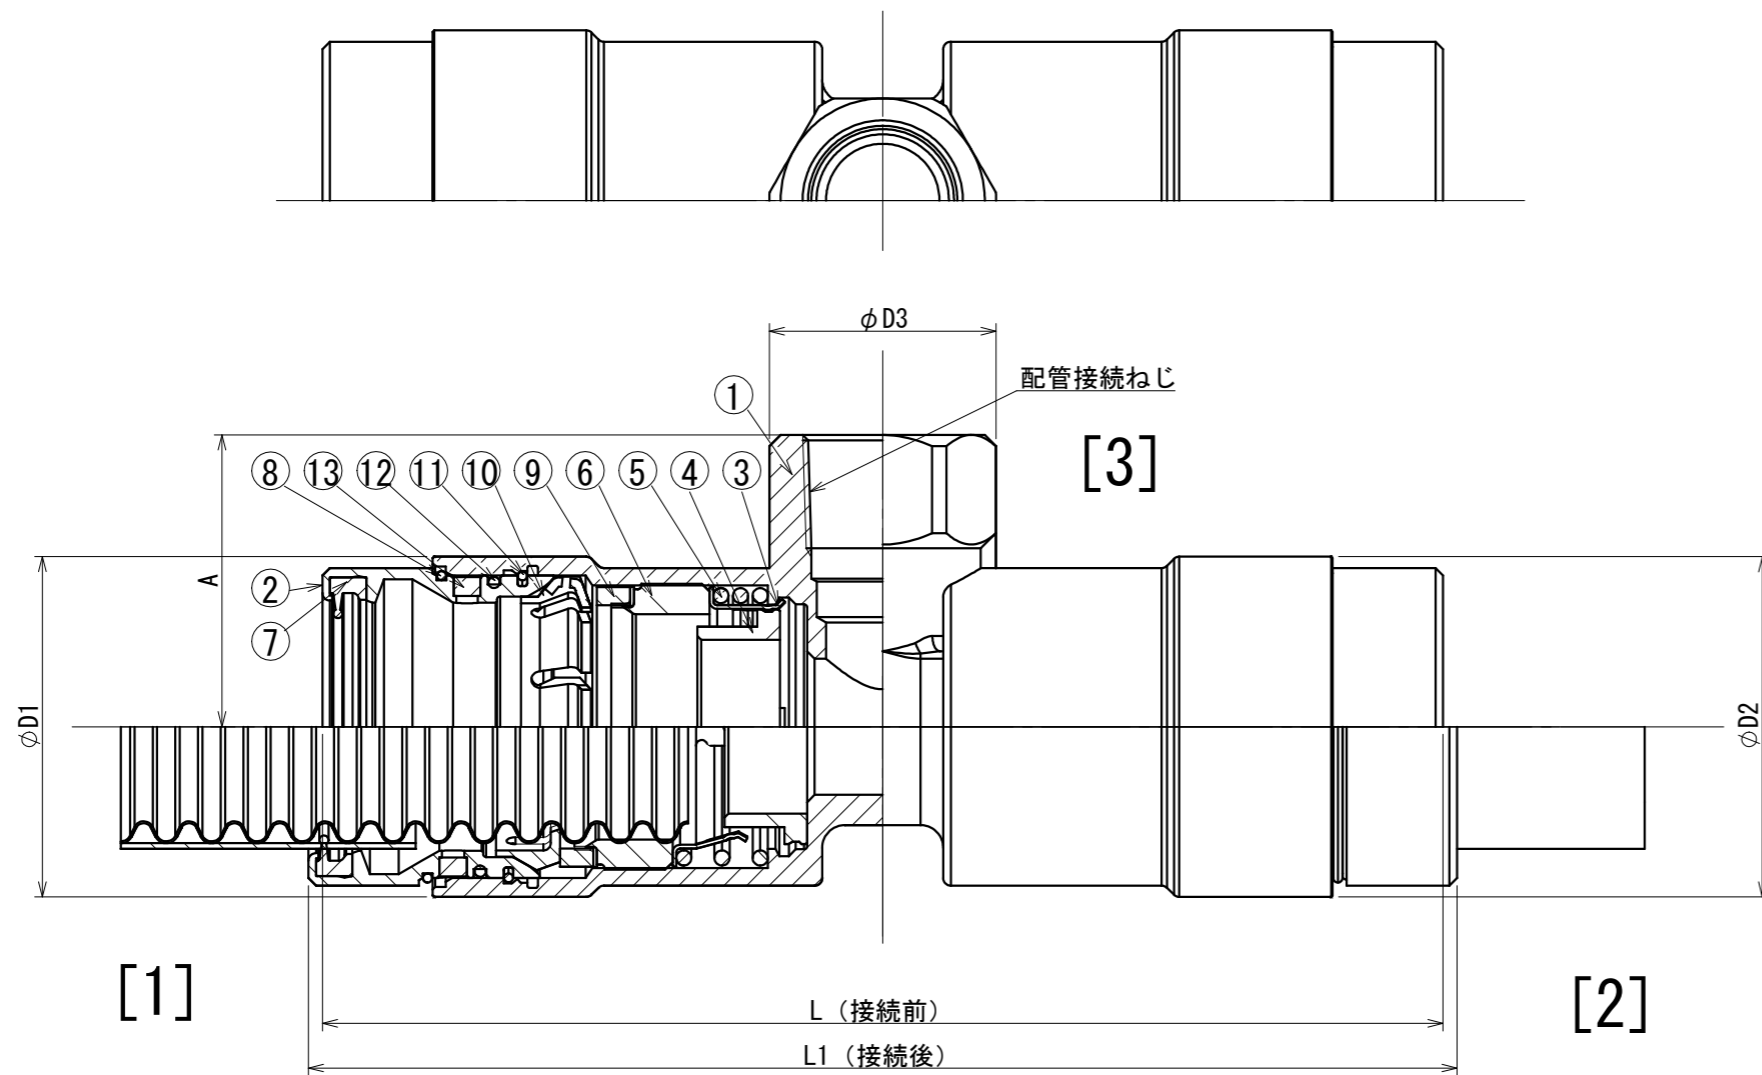 φD3
配管接続ねじ
①
[3]
⑧ ⑬ ⑫ ⑪ ⑩ ⑨ ⑥ ⑤ ④ ③
A
②
⑦
φD1
φD2
[1]
[2]
L（接続前）
L1（接続後）